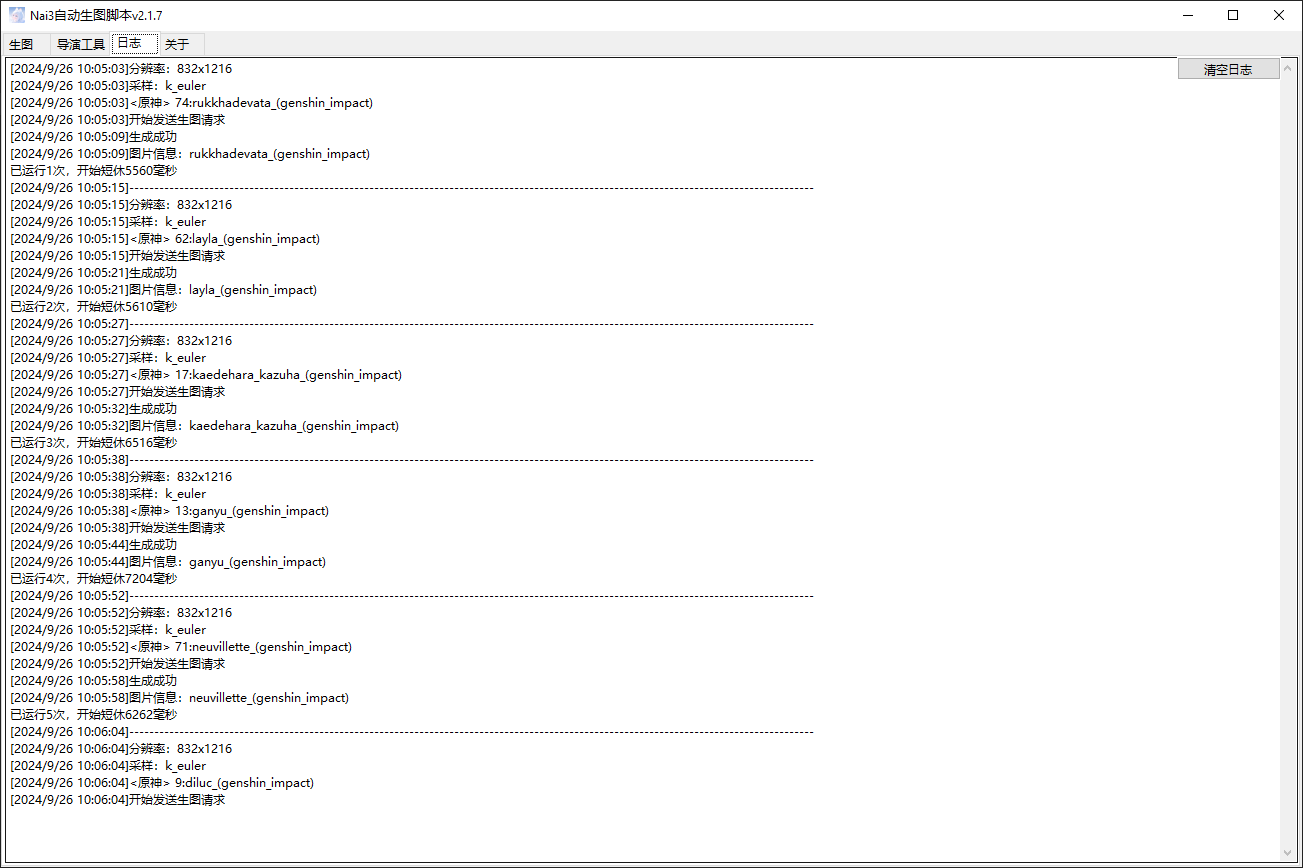 Nai3自动生图脚本v2.1.7
生图 导演工具 日志 关于
清空日志
[2024/9/26 10:05:03]分辨率：832x1216
[2024/9/26 10:05:03]采样：k_euler
[2024/9/26 10:05:03]<原神> 74:rukkhadevata_(genshin_impact)
[2024/9/26 10:05:03]开始发送生图请求
[2024/9/26 10:05:09]生成成功
[2024/9/26 10:05:09]图片信息：rukkhadevata_(genshin_impact)
已运行1次，开始短休5560毫秒
[2024/9/26 10:05:15]----------------------------------------------------------------------------------------------------------------------------------------
[2024/9/26 10:05:15]分辨率：832x1216
[2024/9/26 10:05:15]采样：k_euler
[2024/9/26 10:05:15]<原神> 62:layla_(genshin_impact)
[2024/9/26 10:05:15]开始发送生图请求
[2024/9/26 10:05:21]生成成功
[2024/9/26 10:05:21]图片信息：layla_(genshin_impact)
已运行2次，开始短休5610毫秒
[2024/9/26 10:05:27]----------------------------------------------------------------------------------------------------------------------------------------
[2024/9/26 10:05:27]分辨率：832x1216
[2024/9/26 10:05:27]采样：k_euler
[2024/9/26 10:05:27]<原神> 17:kaedehara_kazuha_(genshin_impact)
[2024/9/26 10:05:27]开始发送生图请求
[2024/9/26 10:05:32]生成成功
[2024/9/26 10:05:32]图片信息：kaedehara_kazuha_(genshin_impact)
已运行3次，开始短休6516毫秒
[2024/9/26 10:05:38]----------------------------------------------------------------------------------------------------------------------------------------
[2024/9/26 10:05:38]分辨率：832x1216
[2024/9/26 10:05:38]采样：k_euler
[2024/9/26 10:05:38]<原神> 13:ganyu_(genshin_impact)
[2024/9/26 10:05:38]开始发送生图请求
[2024/9/26 10:05:44]生成成功
[2024/9/26 10:05:44]图片信息：ganyu_(genshin_impact)
已运行4次，开始短休7204毫秒
[2024/9/26 10:05:52]----------------------------------------------------------------------------------------------------------------------------------------
[2024/9/26 10:05:52]分辨率：832x1216
[2024/9/26 10:05:52]采样：k_euler
[2024/9/26 10:05:52]<原神> 71:neuvillette_(genshin_impact)
[2024/9/26 10:05:52]开始发送生图请求
[2024/9/26 10:05:58]生成成功
[2024/9/26 10:05:58]图片信息：neuvillette_(genshin_impact)
已运行5次，开始短休6262毫秒
[2024/9/26 10:06:04]----------------------------------------------------------------------------------------------------------------------------------------
[2024/9/26 10:06:04]分辨率：832x1216
[2024/9/26 10:06:04]采样：k_euler
[2024/9/26 10:06:04]<原神> 9:diluc_(genshin_impact)
[2024/9/26 10:06:04]开始发送生图请求